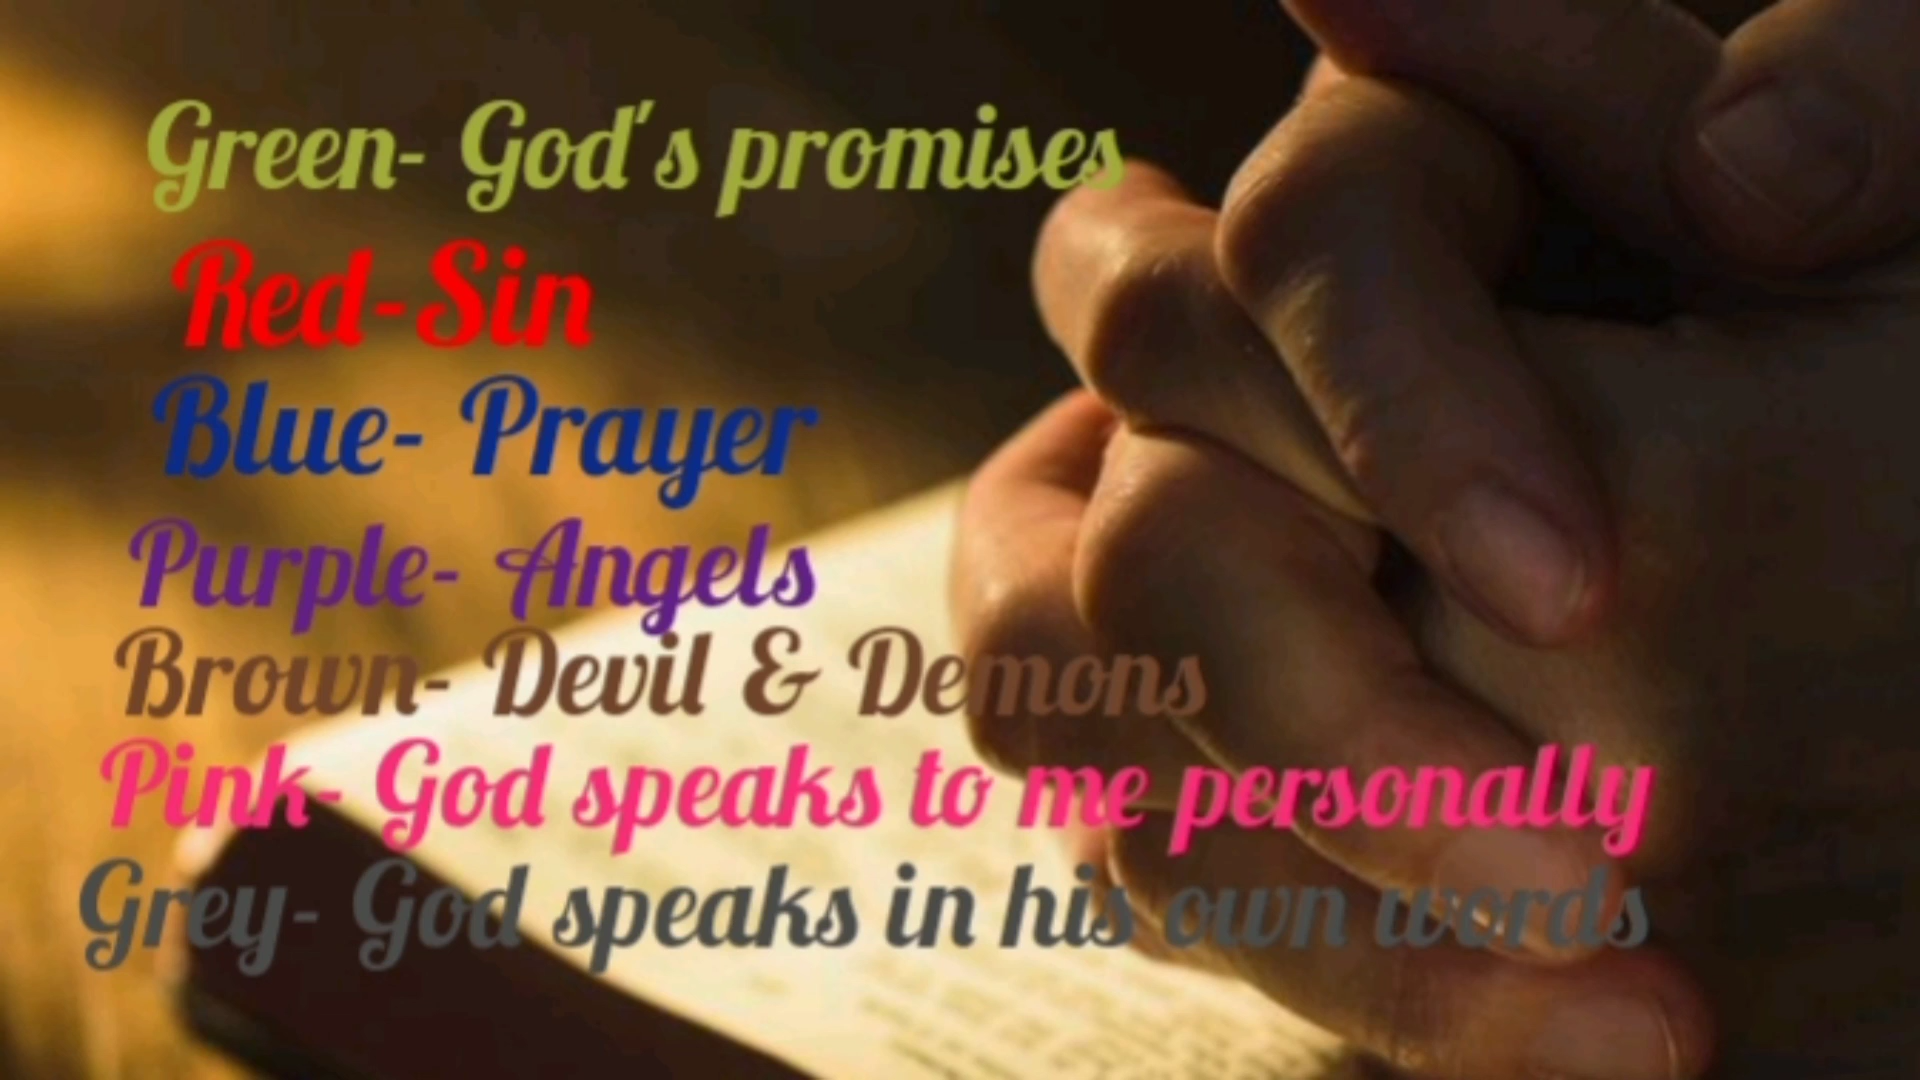 Green- God's promises
Red-Sin
Blue- Prayer
Purple- Angels
Brown- Devil & Demons
Pink- God speaks to me personally
Grey- God speaks in his own words